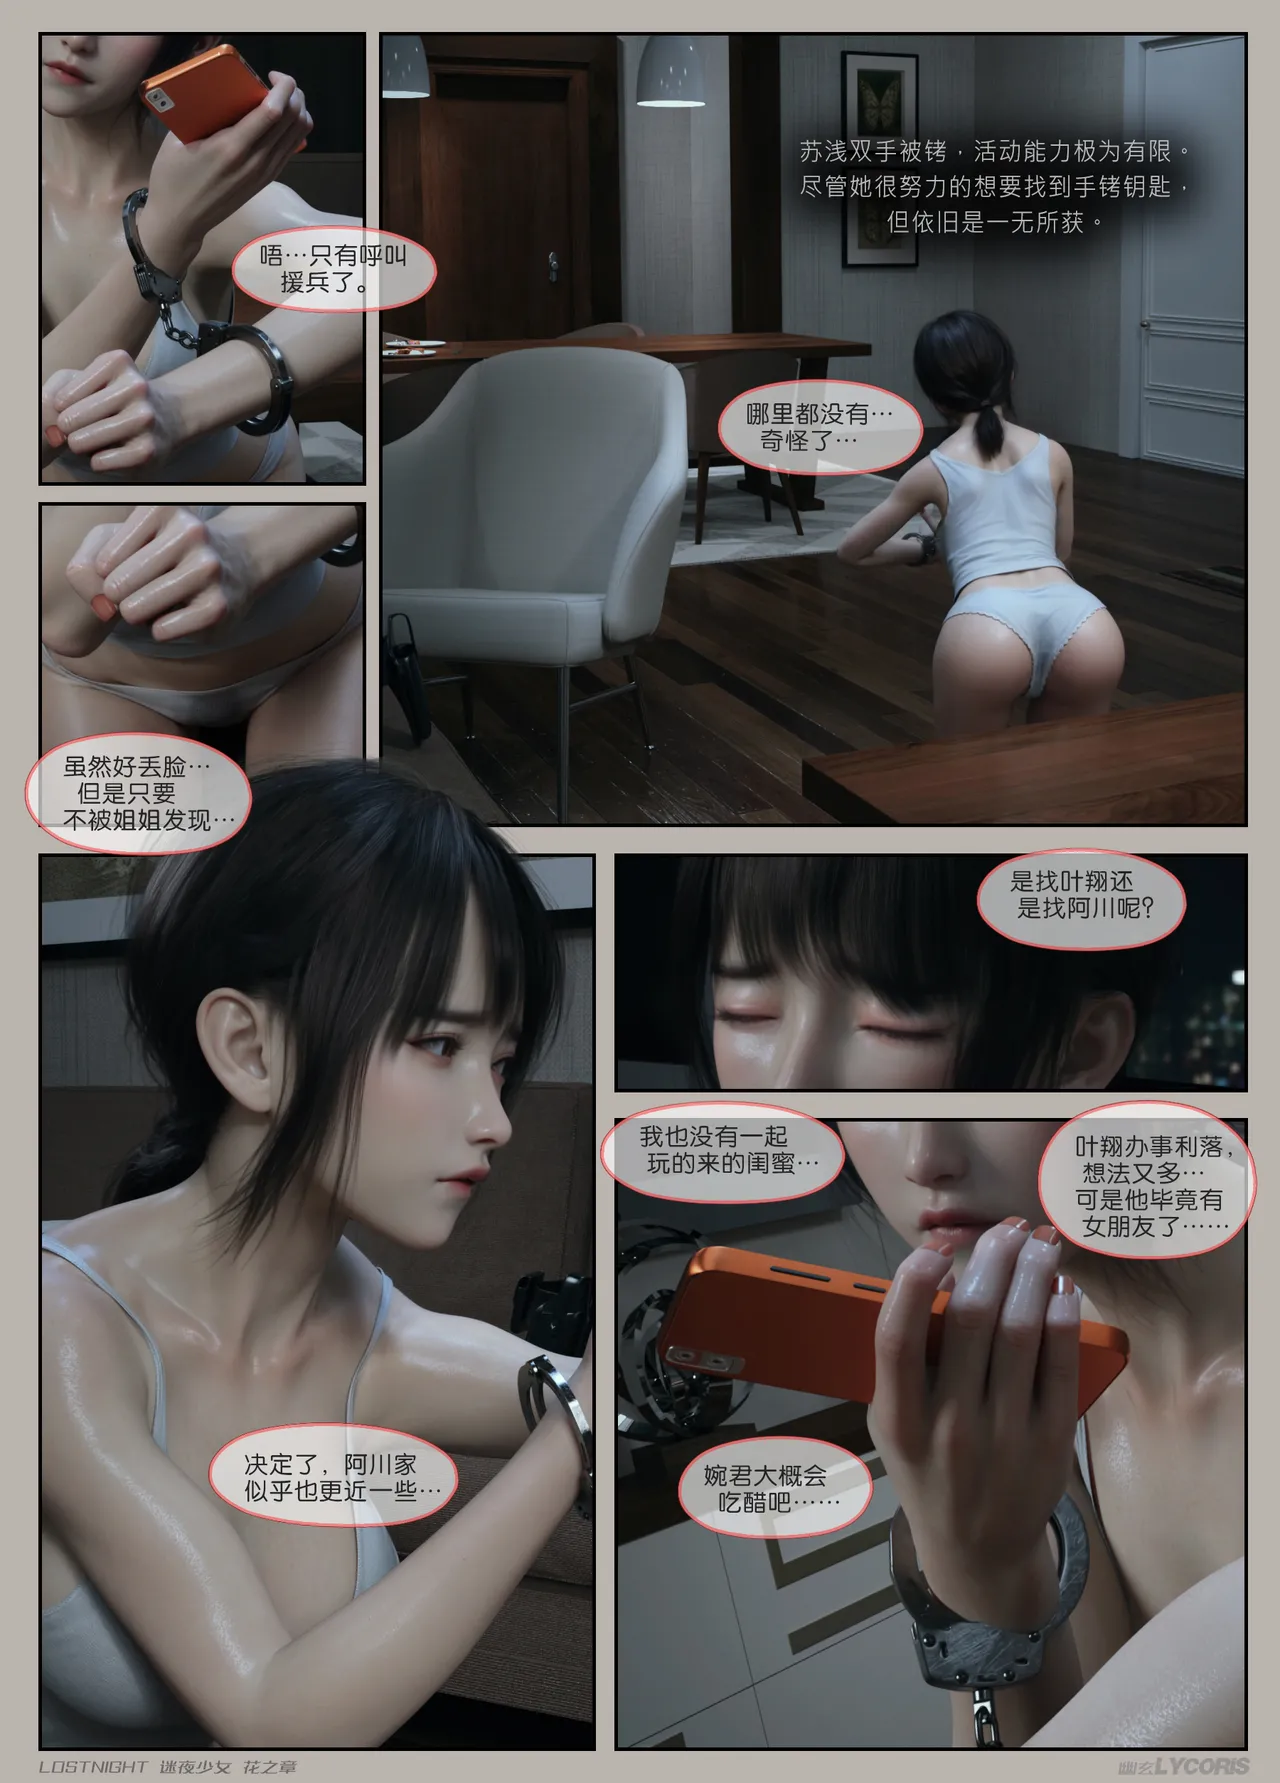 苏浅双手被铐，活动能力极为有限。
尽管她很努力的想要找到手铐钥匙，
但依旧是一无所获。
哪里都没有…
奇怪了…
唔…只有呼叫
援兵了。
虽然好丢脸…
但是只要
不被姐姐发现…
是找叶翔还
是找阿川呢？
我也没有一起
玩的来的闺蜜…
叶翔办事利落，
想法又多…
可是他毕竟有
女朋友了……
婉君大概会
吃醋吧……
决定了，阿川家
似乎也更近一些…
LOSTNIGHT 迷夜少女 花之章
幽玄LYCORIS